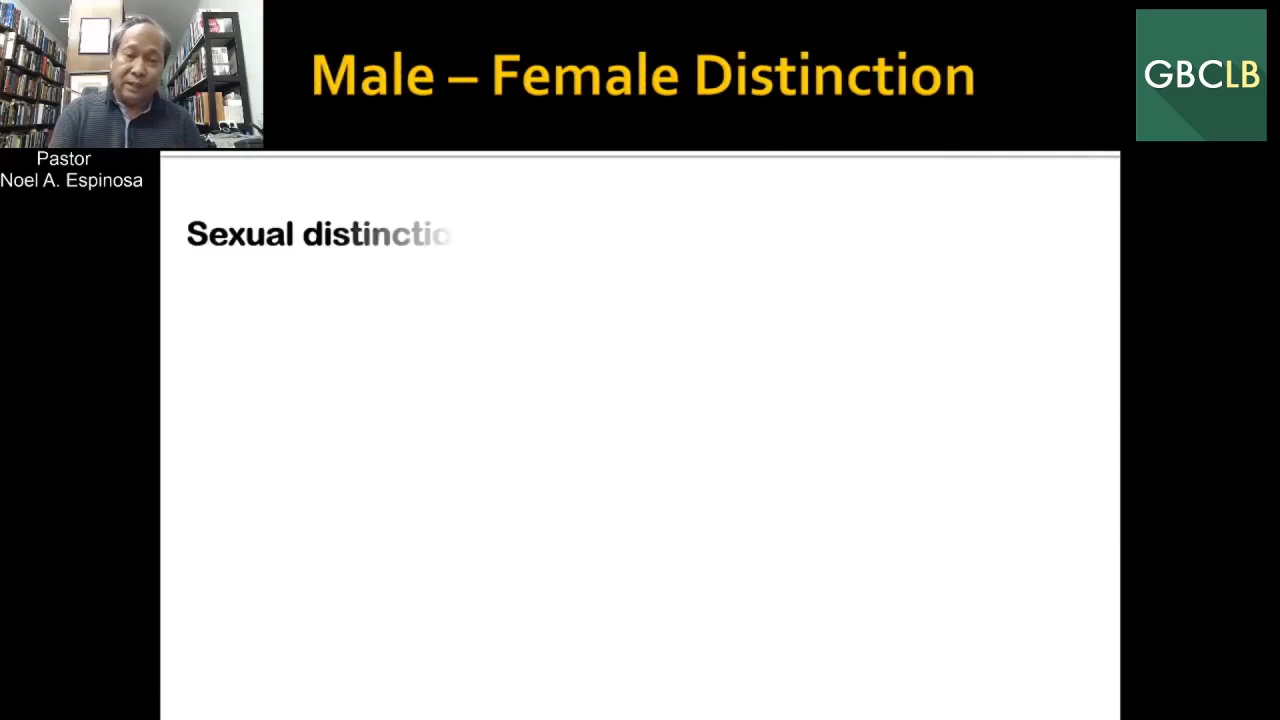 Male – Female Distinction
GBCLB
Pastor
Noel A. Espinosa
Sexual distinctio